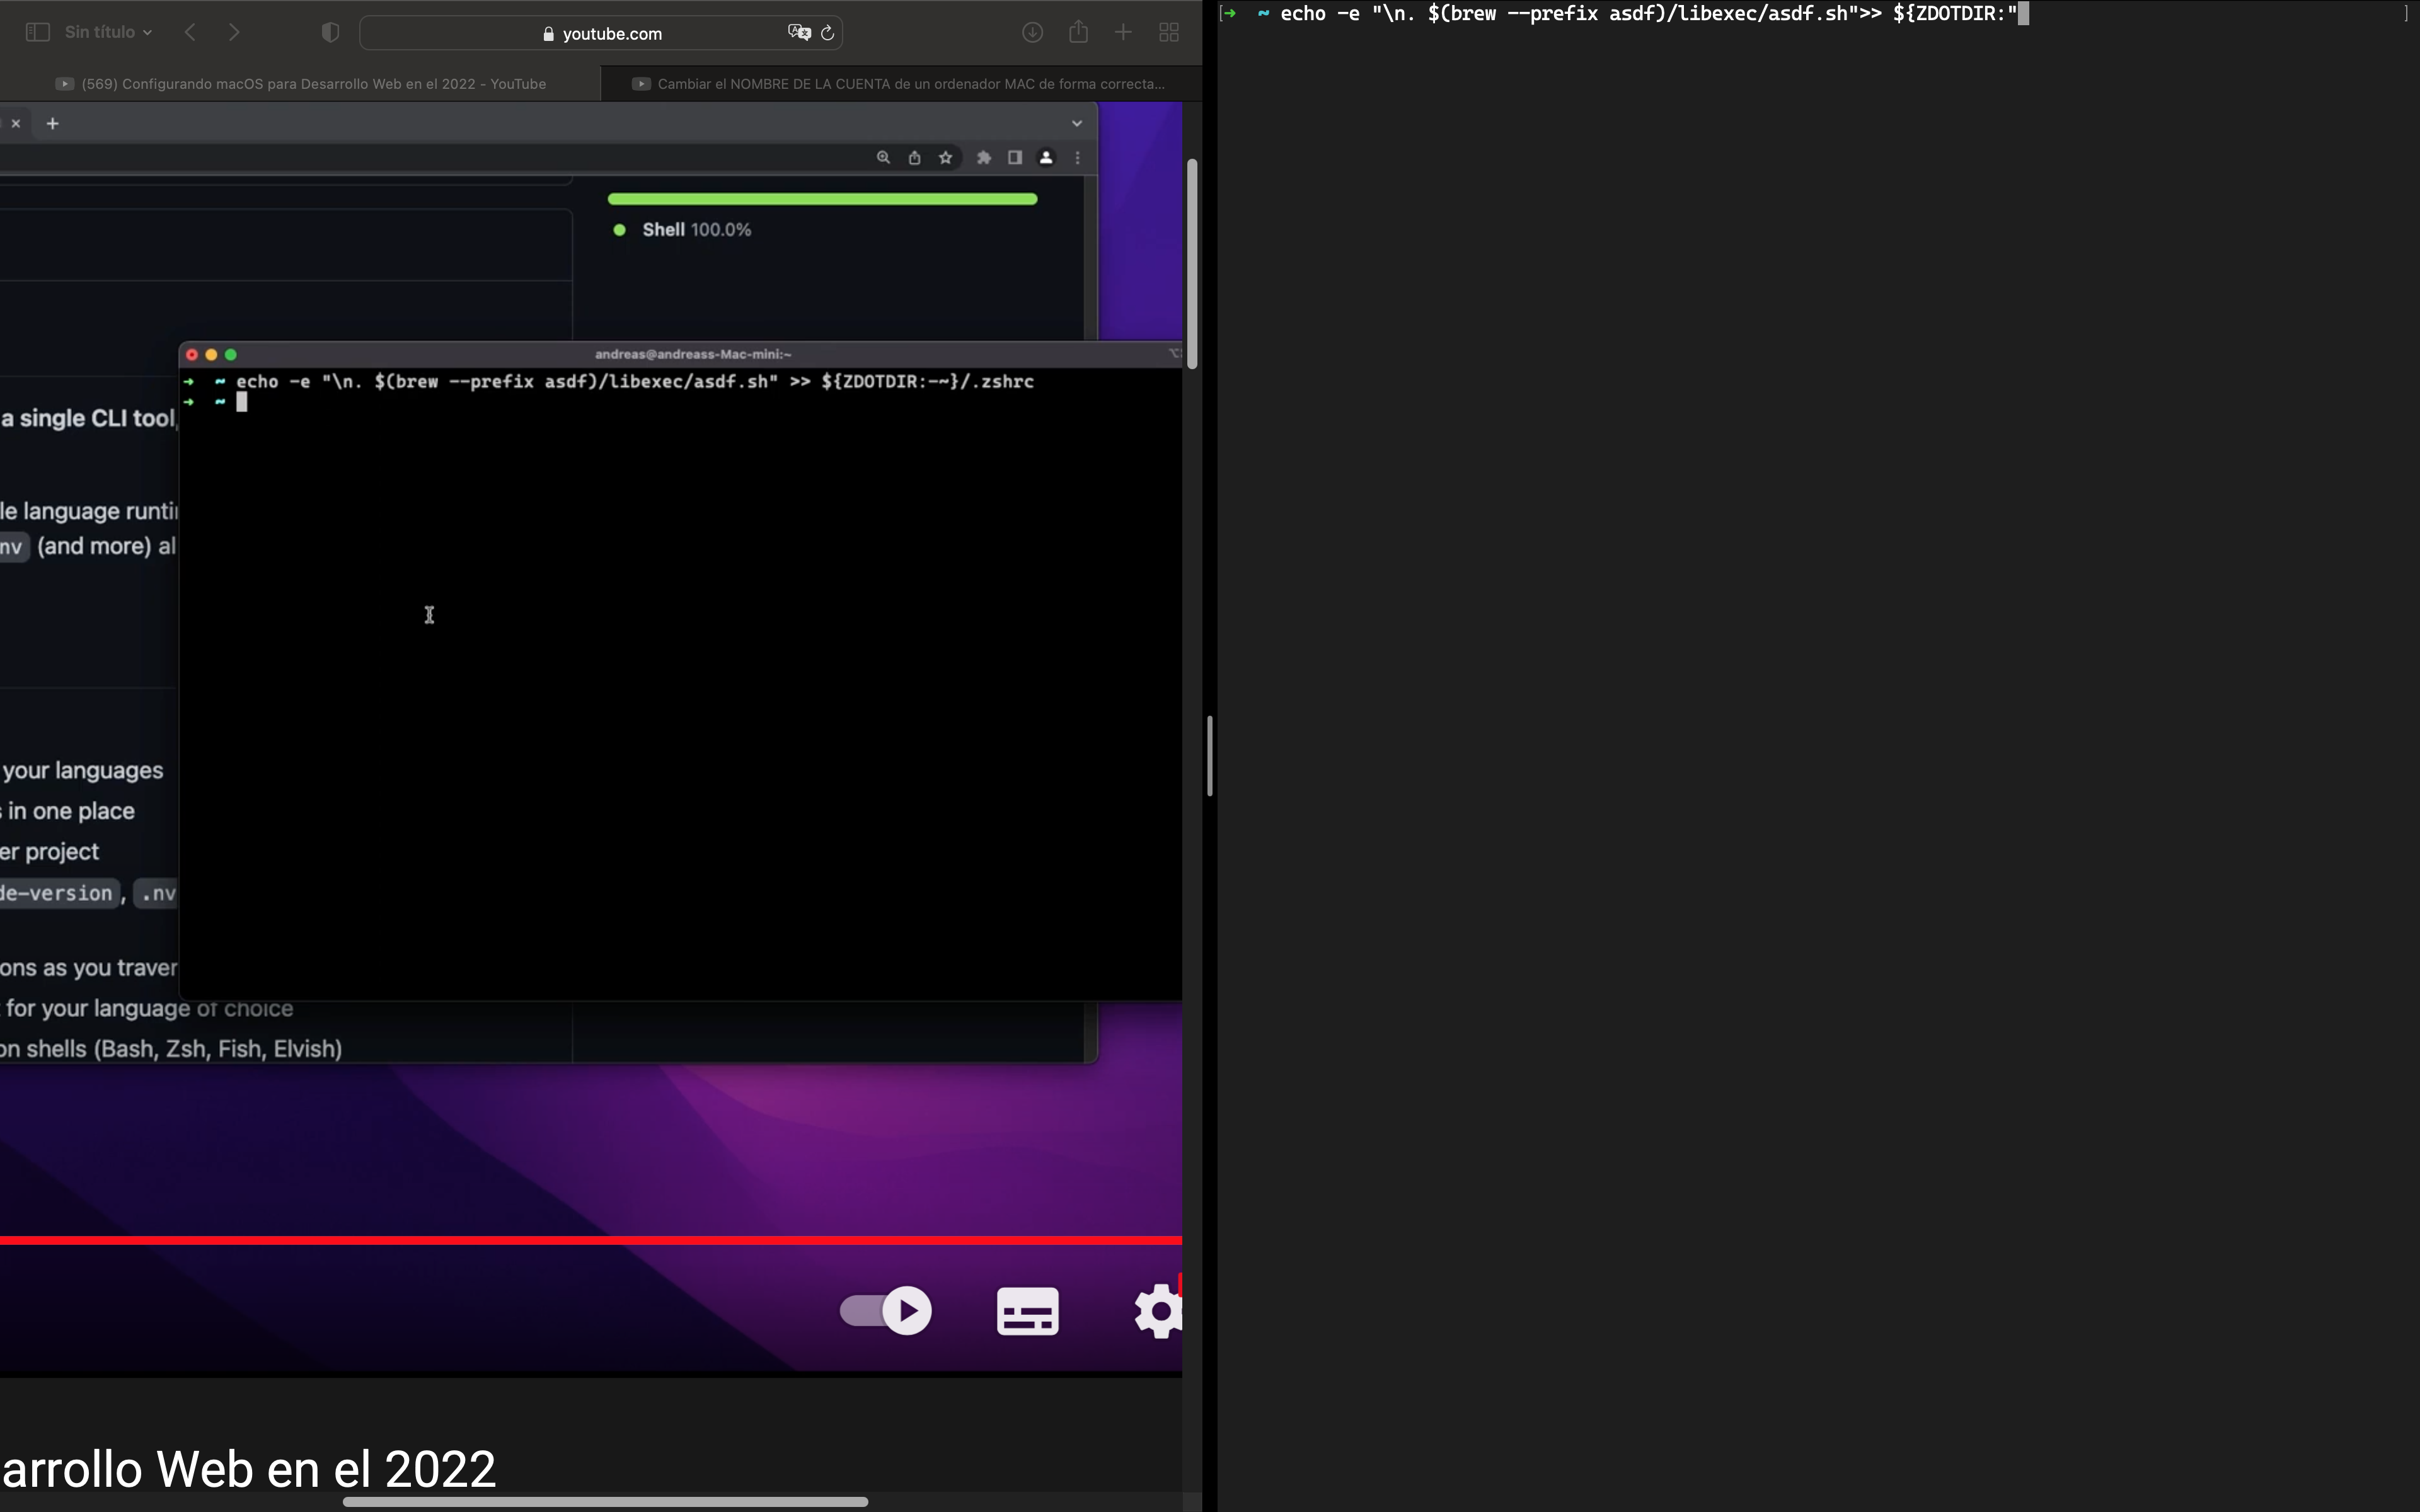 Sin título
youtube.com
(569) Configurando macOS para Desarrollo Web en el 2022 - YouTube
Cambiar el NOMBRE DE LA CUENTA de un ordenador MAC de forma correcta...
Shell 100.0%
andreas@andreass-Mac-mini:~
➜ ~ echo -e "\n. $(brew --prefix asdf)/libexec/asdf.sh" >> ${ZDOTDIR:-~}/.zshrc
➜ ~
a single CLI tool,
le language runti
nv (and more) al
your languages
s in one place
er project
de-version, .nv
ons as you traver
for your language of choice
on shells (Bash, Zsh, Fish, Elvish)
arrollo Web en el 2022
[➜ ~ echo -e "\n. $(brew --prefix asdf)/libexec/asdf.sh">> ${ZDOTDIR:" ]